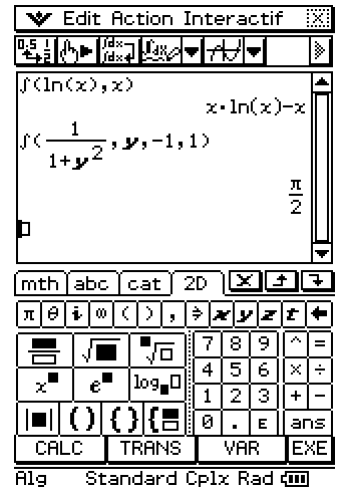 Edit Action Interactif
∫(ln(x),x)
x·ln(x)-x
∫(1/(1+y²),y,-1,1)
π/2
mth abc cat 2D
π θ i ∞ ( ) , ⇒ x y z t ←
√■ ■√□ 7 8 9 ^ =
x■ e■ log■□ 4 5 6 × ÷
1 2 3 + -
|■| () {} {
0 . E ans
CALC TRANS VAR EXE
Alg Standard Cplx Rad